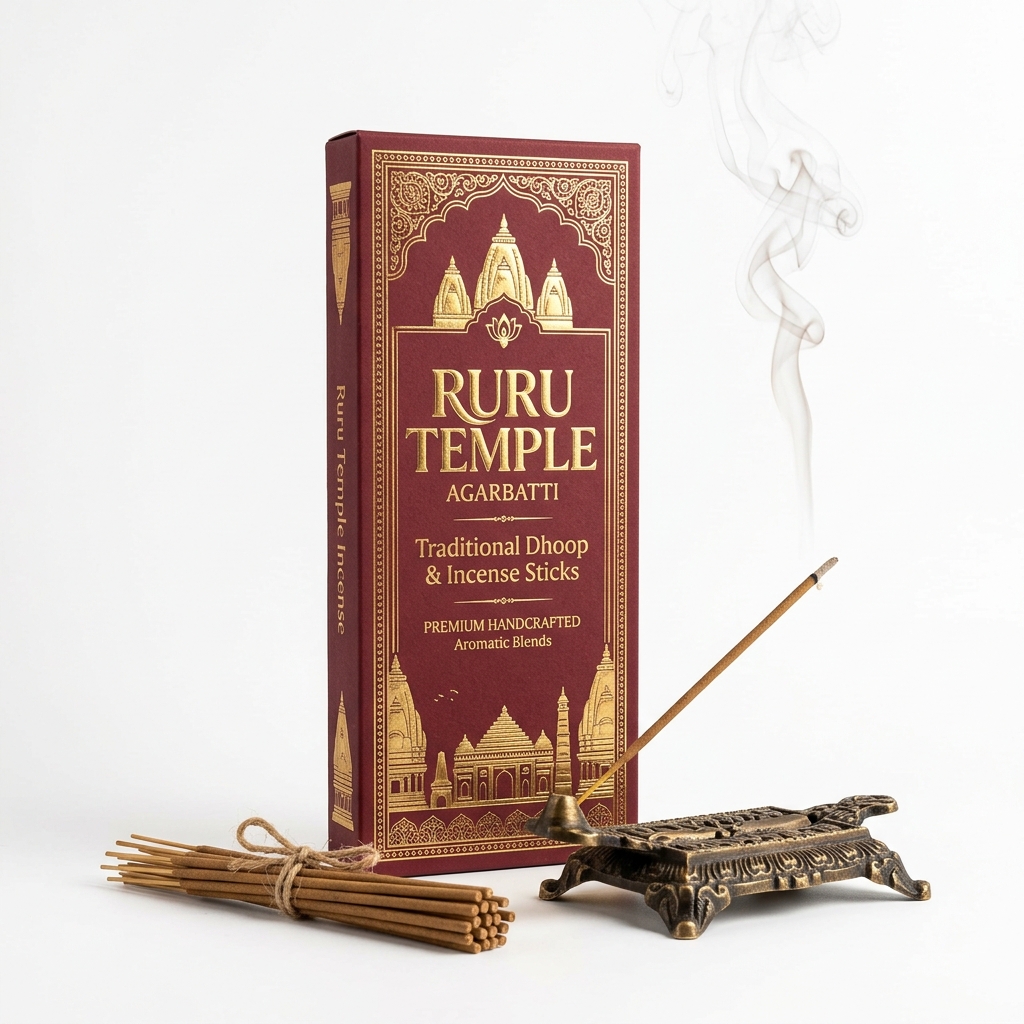 RURU
TEMPLE
AGARBATTI
Traditional Dhoop
& Incense Sticks
PREMIUM HANDCRAFTED
Aromatic Blends
Ruru Temple Incense